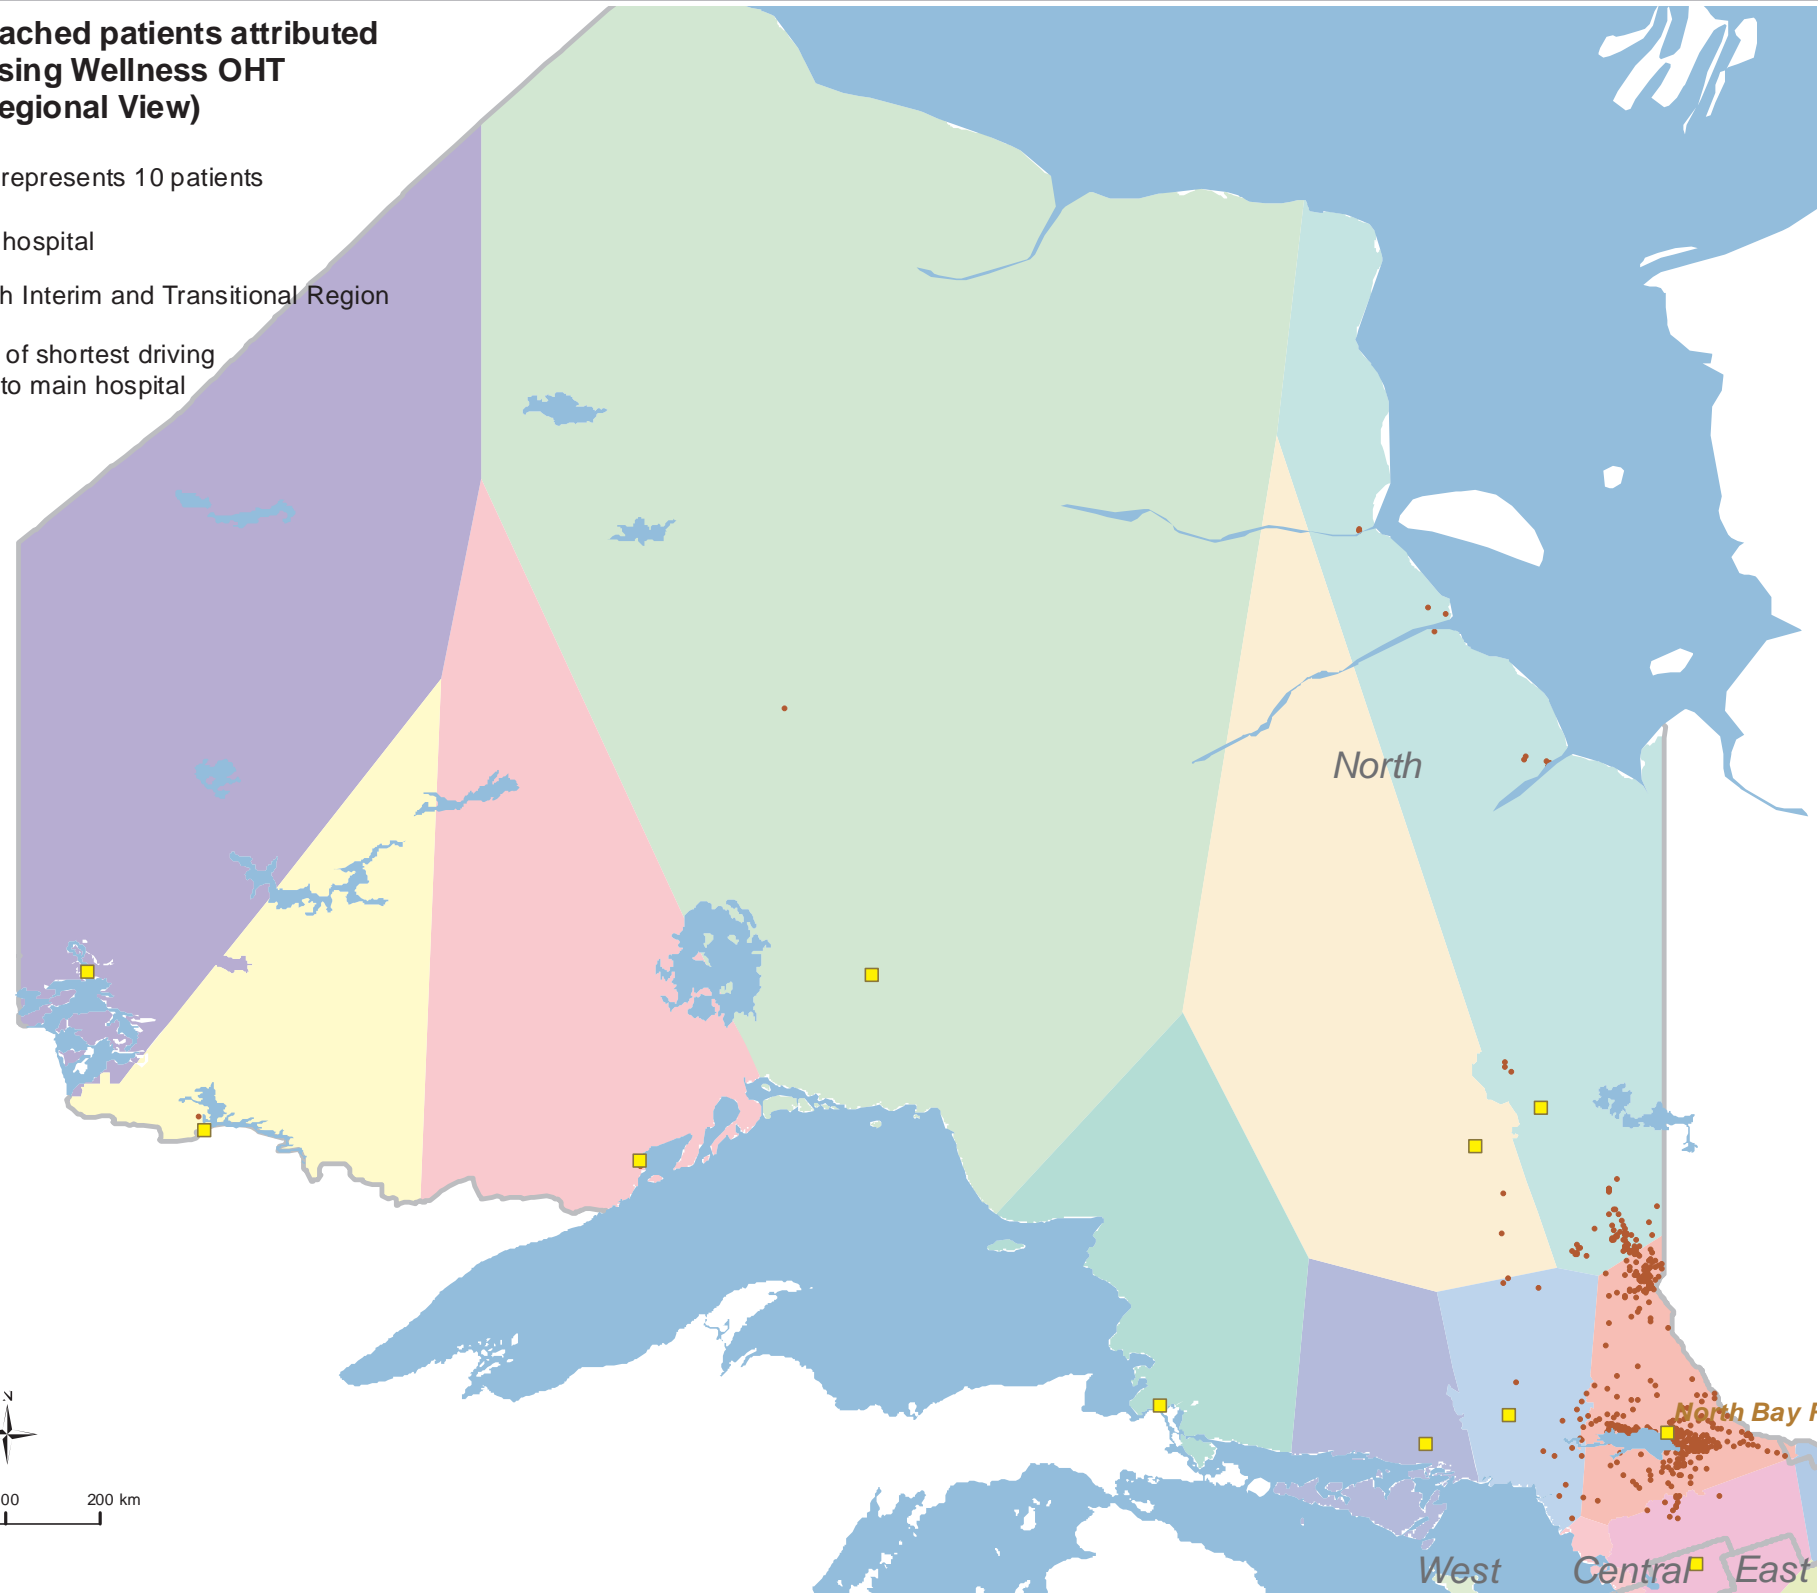 ached patients attributed
sing Wellness OHT
egional View)
represents 10 patients
hospital
h Interim and Transitional Region
of shortest driving
to main hospital
North
North Bay R
N
00 200 km
West Central East